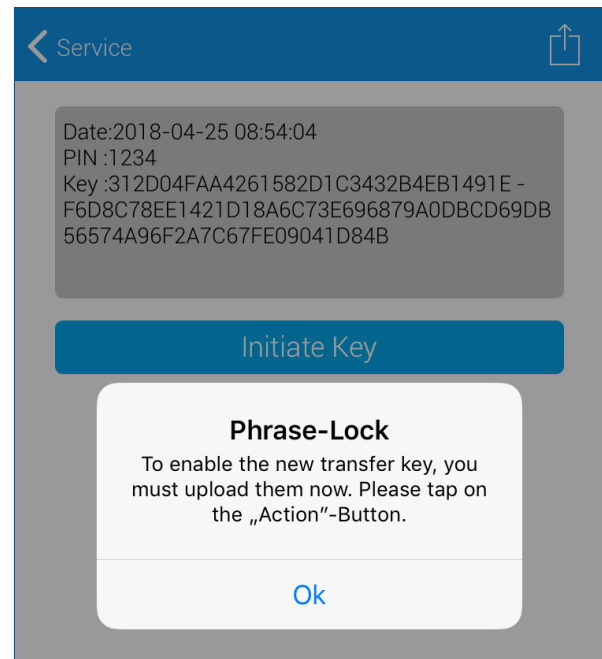 Service
Date:2018-04-25 08:54:04
PIN :1234
Key :312D04FAA4261582D1C3432B4EB1491E -
F6D8C78EE1421D18A6C73E696879A0DBCD69DB
56574A96F2A7C67FE09041D84B
Initiate Key
Phrase-Lock
To enable the new transfer key, you
must upload them now. Please tap on
the „Action"-Button.
Ok